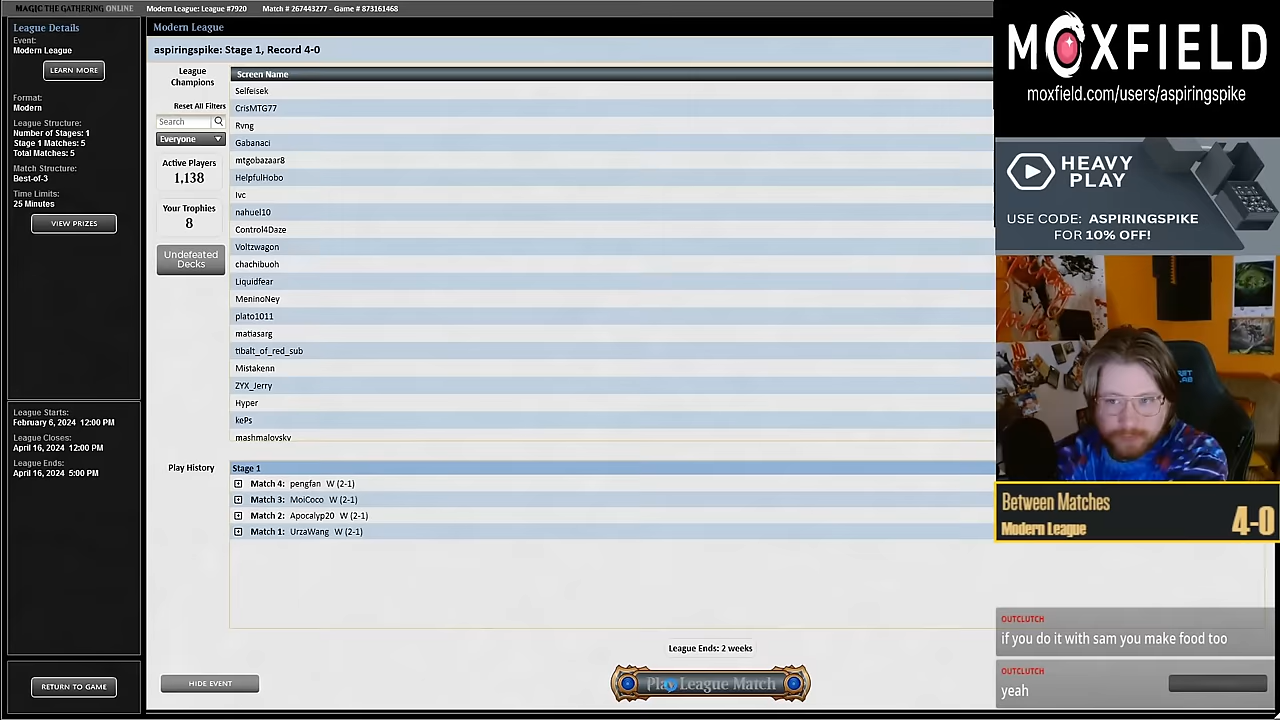 MAGIC THE GATHERING ONLINE
Modern League: League #7920
Match # 267443277 - Game # 873161468
League Details
Event:
Modern League
LEARN MORE
Format:
Modern
League Structure:
Number of Stages: 1
Stage 1 Matches: 5
Total Matches: 5
Match Structure:
Best-of-3
Time Limits:
25 Minutes
VIEW PRIZES
League Starts:
February 6, 2024 12:00 PM
League Closes:
April 16, 2024 12:00 PM
League Ends:
April 16, 2024 5:00 PM
RETURN TO GAME
Modern League
aspiringspike: Stage 1, Record 4-0
League
Champions
Reset All Filters
Search
Everyone
Active Players
1,138
Your Trophies
8
Undefeated
Decks
Screen Name
Selfeisek
CrisMTG77
Rvng
Gabanaci
mtgobazaar8
HelpfulHobo
Ivc
nahuel10
Control4Daze
Voltzwagon
chachibuoh
Liquidfear
MeninoNey
plato1011
matiasarg
tibalt_of_red_sub
Mistakenn
ZYX_Jerry
Hyper
kePs
mashmalovsky
Play History
Stage 1
Match 4: pengfan W (2-1)
Match 3: MoiCoco W (2-1)
Match 2: Apocalyp20 W (2-1)
Match 1: UrzaWang W (2-1)
League Ends: 2 weeks
HIDE EVENT
Play League Match
MOXFIELD
moxfield.com/users/aspiringspike
HEAVY
PLAY
USE CODE: ASPIRINGSPIKE
FOR 10% OFF!
Between Matches
Modern League
4-0
OUTCLUTCH
if you do it with sam you make food too
OUTCLUTCH
yeah